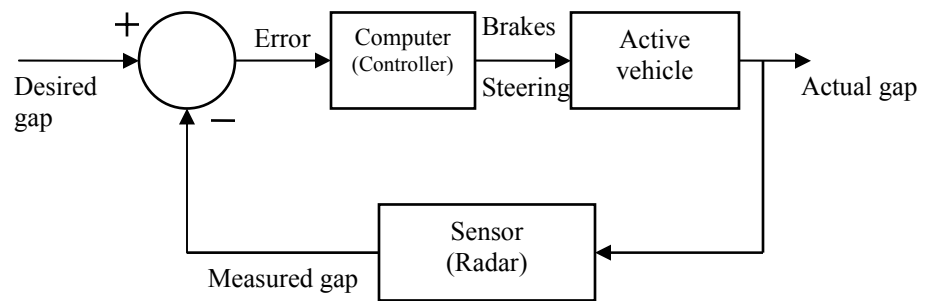 +
Error
Computer
(Controller)
Brakes
Steering
Active
vehicle
Desired
gap
Actual gap
−
Sensor
(Radar)
Measured gap